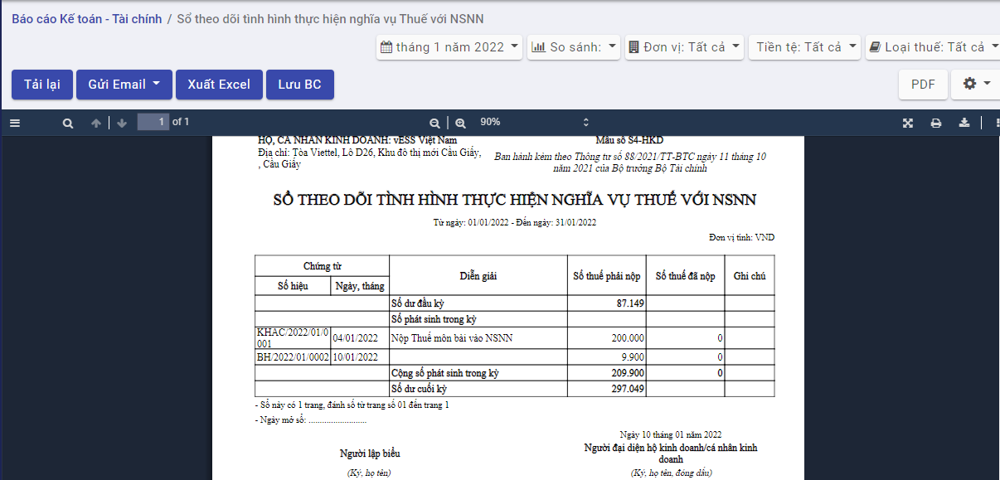 Báo cáo Kế toán - Tài chính / Sổ theo dõi tình hình thực hiện nghĩa vụ Thuế với NSNN
tháng 1 năm 2022 So sánh: Đơn vị: Tất cả Tiền tệ: Tất cả Loại thuế: Tất cả
Tải lại Gửi Email Xuất Excel Lưu BC PDF
1 of 1 90%
HỘ, CÁ NHÂN KINH DOANH: vESS Việt Nam
Mẫu số S4-HKD
Địa chỉ: Tòa Viettel, Lô D26, Khu đô thị mới Cầu Giấy,
, Cầu Giấy
Ban hành kèm theo Thông tư số 88/2021/TT-BTC ngày 11 tháng 10
năm 2021 của Bộ trưởng Bộ Tài chính
SỔ THEO DÕI TÌNH HÌNH THỰC HIỆN NGHĨA VỤ THUẾ VỚI NSNN
Từ ngày: 01/01/2022 - Đến ngày: 31/01/2022
Đơn vị tính: VND
Chứng từ Diễn giải Số thuế phải nộp Số thuế đã nộp Ghi chú
Số hiệu Ngày, tháng
Số dư đầu kỳ 87.149
Số phát sinh trong kỳ
KHAC/2022/01/0
001 04/01/2022 Nộp Thuế môn bài vào NSNN 200.000 0
BH/2022/01/0002 10/01/2022 9.900 0
Cộng số phát sinh trong kỳ 209.900 0
Số dư cuối kỳ 297.049
- Sổ này có 1 trang, đánh số từ trang số 01 đến trang 1
- Ngày mở sổ: ..........................
Ngày 10 tháng 01 năm 2022
Người lập biểu
Người đại diện hộ kinh doanh/cá nhân kinh
doanh
(Ký, họ tên)
(Ký, họ tên, đóng dấu)